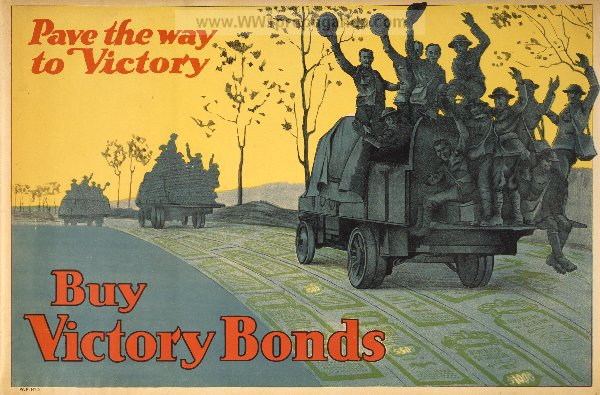 Pave the way
to Victory
Buy
Victory Bonds